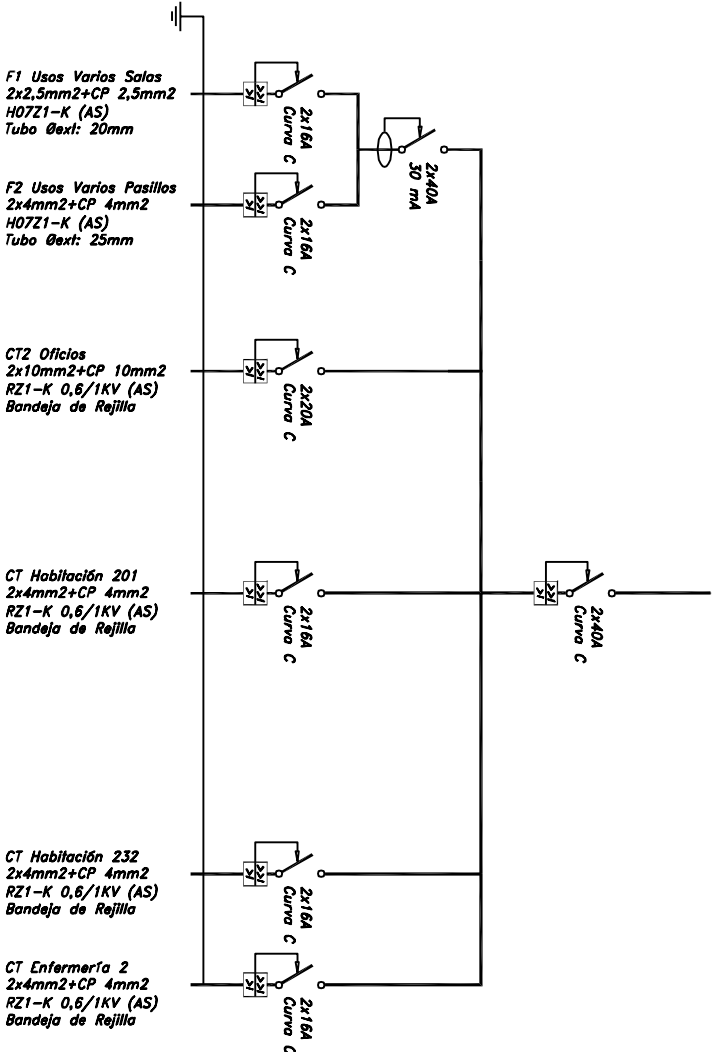 F1 Usos Varios Salas
2x2,5mm2+CP 2,5mm2
H07Z1-K (AS)
Tubo Øext: 20mm
2x16A
Curva C
2x40A
30 mA
F2 Usos Varios Pasillos
2x4mm2+CP 4mm2
H07Z1-K (AS)
Tubo Øext: 25mm
2x16A
Curva C
CT2 Oficios
2x10mm2+CP 10mm2
RZ1-K 0,6/1KV (AS)
Bandeja de Rejilla
2x20A
Curva C
CT Habitación 201
2x4mm2+CP 4mm2
RZ1-K 0,6/1KV (AS)
Bandeja de Rejilla
2x16A
Curva C
2x40A
Curva C
CT Habitación 232
2x4mm2+CP 4mm2
RZ1-K 0,6/1KV (AS)
Bandeja de Rejilla
2x16A
Curva C
CT Enfermería 2
2x4mm2+CP 4mm2
RZ1-K 0,6/1KV (AS)
Bandeja de Rejilla
2x16A
Curva C